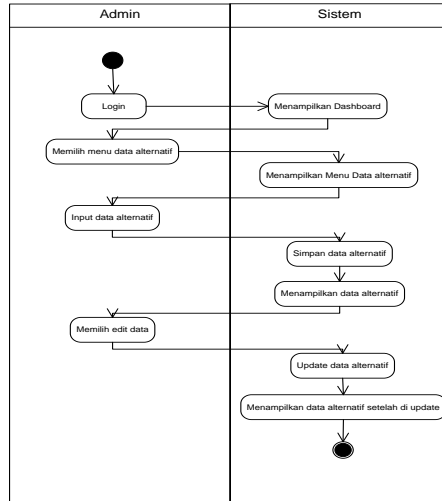 Admin
Sistem
Login
Menampilkan Dashboard
Memilih menu data alternatif
Menampilkan Menu Data alternatif
Input data alternatif
Simpan data alternatif
Menampilkan data alternatif
Memilih edit data
Update data alternatif
Menampilkan data alternatif setelah di update